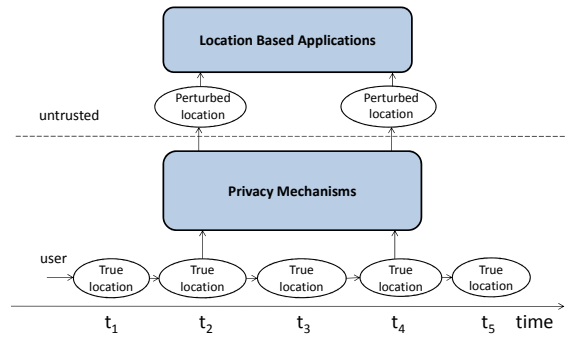 Location Based Applications
Perturbed location
Perturbed location
untrusted
Privacy Mechanisms
user
True location
True location
True location
True location
True location
t1 t2 t3 t4 t5 time